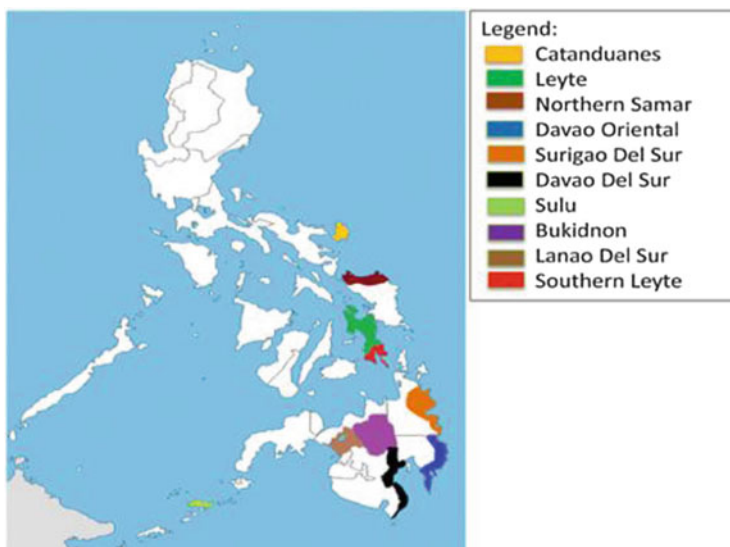 Legend:
Catanduanes
Leyte
Northern Samar
Davao Oriental
Surigao Del Sur
Davao Del Sur
Sulu
Bukidnon
Lanao Del Sur
Southern Leyte